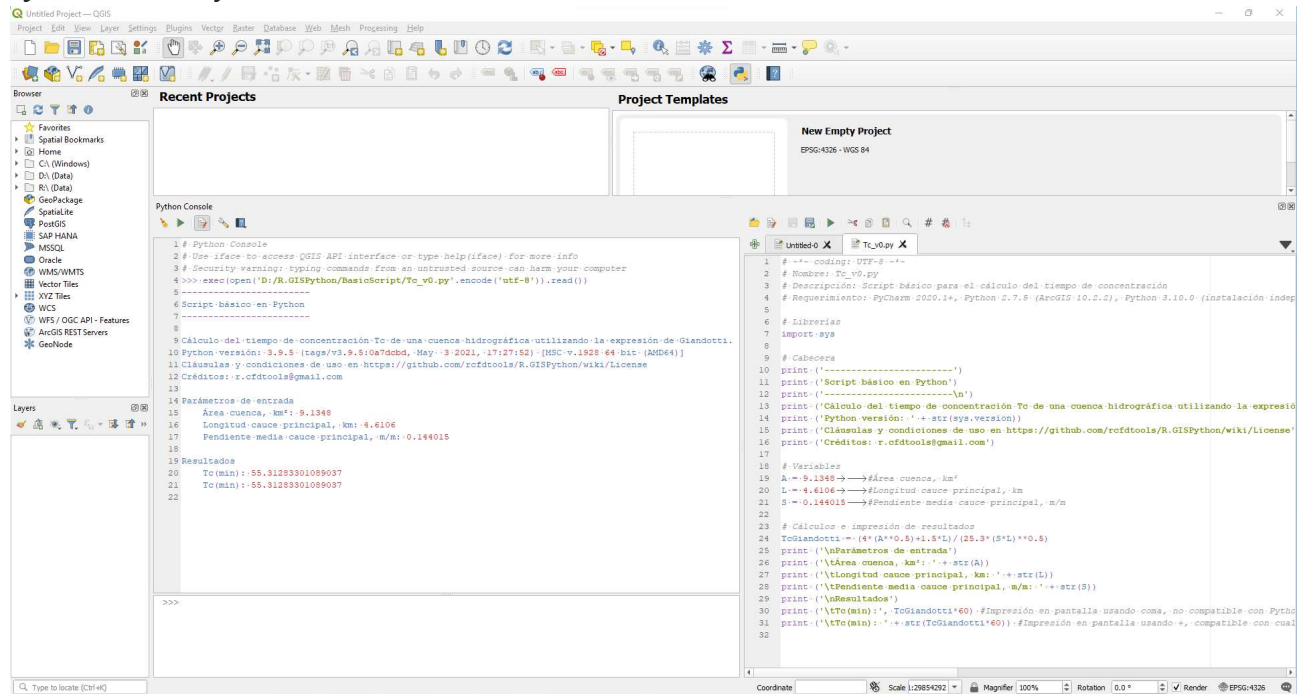 Untitled Project — QGIS
Project Edit View Layer Settings Plugins Vector Raster Database Web Mesh Processing Help
Browser
Recent Projects
Project Templates
Favorites
Spatial Bookmarks
Home
C:\ (Windows)
D:\ (Data)
R:\ (Data)
GeoPackage
SpatiaLite
PostGIS
SAP HANA
MSSQL
Oracle
WMS/WMTS
Vector Tiles
XYZ Tiles
WCS
WFS / OGC API - Features
ArcGIS REST Servers
GeoNode
New Empty Project
EPSG:4326 - WGS 84
Layers
Python Console
1 # Python Console
2 # Use iface to access QGIS API interface or type help(iface) for more info
3 # Security warning: typing commands from an untrusted source can harm your computer
4 >>> exec(open('D:/R.GISPython/BasicScript/Tc_v0.py'.encode('utf-8')).read())
5 ------------------------
6 Script básico en Python
7 ------------------------
8
9 Cálculo del tiempo de concentración Tc de una cuenca hidrográfica utilizando la expresión de Giandotti.
10 Python versión: 3.9.5 (tags/v3.9.5:0a7dcbd, May  3 2021, 17:27:52) [MSC v.1928 64 bit (AMD64)]
11 Cláusulas y condiciones de uso en https://github.com/rcfdtools/R.GISPython/wiki/License
12 Créditos: r.cfdtools@gmail.com
13
14 Parámetros de entrada
15 Área cuenca, km²: 9.1348
16 Longitud cauce principal, km: 4.6106
17 Pendiente media cauce principal, m/m: 0.144015
18
19 Resultados
20 Tc(min): 55.31283301089037
21 Tc(min): 55.31283301089037
22
>>>
Untitled-0 X Tc_v0.py X
1 # -*- coding: UTF-8 -*-
2 # Nombre: Tc_v0.py
3 # Descripción: Script básico para el cálculo del tiempo de concentración
4 # Requerimiento: PyCharm 2020.1+, Python 2.7.5 (ArcGIS 10.2.2), Python 3.10.0 (instalación indep
5
6 # Librerías
7 import sys
8
9 # Cabecera
10 print ('------------------------')
11 print ('Script básico en Python')
12 print ('------------------------\n')
13 print ('Cálculo del tiempo de concentración Tc de una cuenca hidrográfica utilizando la expresió
14 print ('Python versión: ' + str(sys.version))
15 print ('Cláusulas y condiciones de uso en https://github.com/rcfdtools/R.GISPython/wiki/License'
16 print ('Créditos: r.cfdtools@gmail.com')
17
18 # Variables
19 A = 9.1348 #Área cuenca, km²
20 L = 4.6106 #Longitud cauce principal, km
21 S = 0.144015 #Pendiente media cauce principal, m/m
22
23 # Cálculos e impresión de resultados
24 TcGiandotti = (4*(A**0.5)+1.5*L)/(25.3*(S*L)**0.5)
25 print ('\nParámetros de entrada')
26 print ('\tÁrea cuenca, km²: ' + str(A))
27 print ('\tLongitud cauce principal, km: ' + str(L))
28 print ('\tPendiente media cauce principal, m/m: ' + str(S))
29 print ('\nResultados')
30 print ('\tTc(min):', TcGiandotti*60) #Impresión en pantalla usando coma, no compatible con Pytho
31 print ('\tTc(min): ' + str(TcGiandotti*60)) #Impresión en pantalla usando +, compatible con cual
32
Type to locate (Ctrl+K)
Coordinate Scale 1:29854292 Magnifier 100% Rotation 0.0 ° Render EPSG:4326